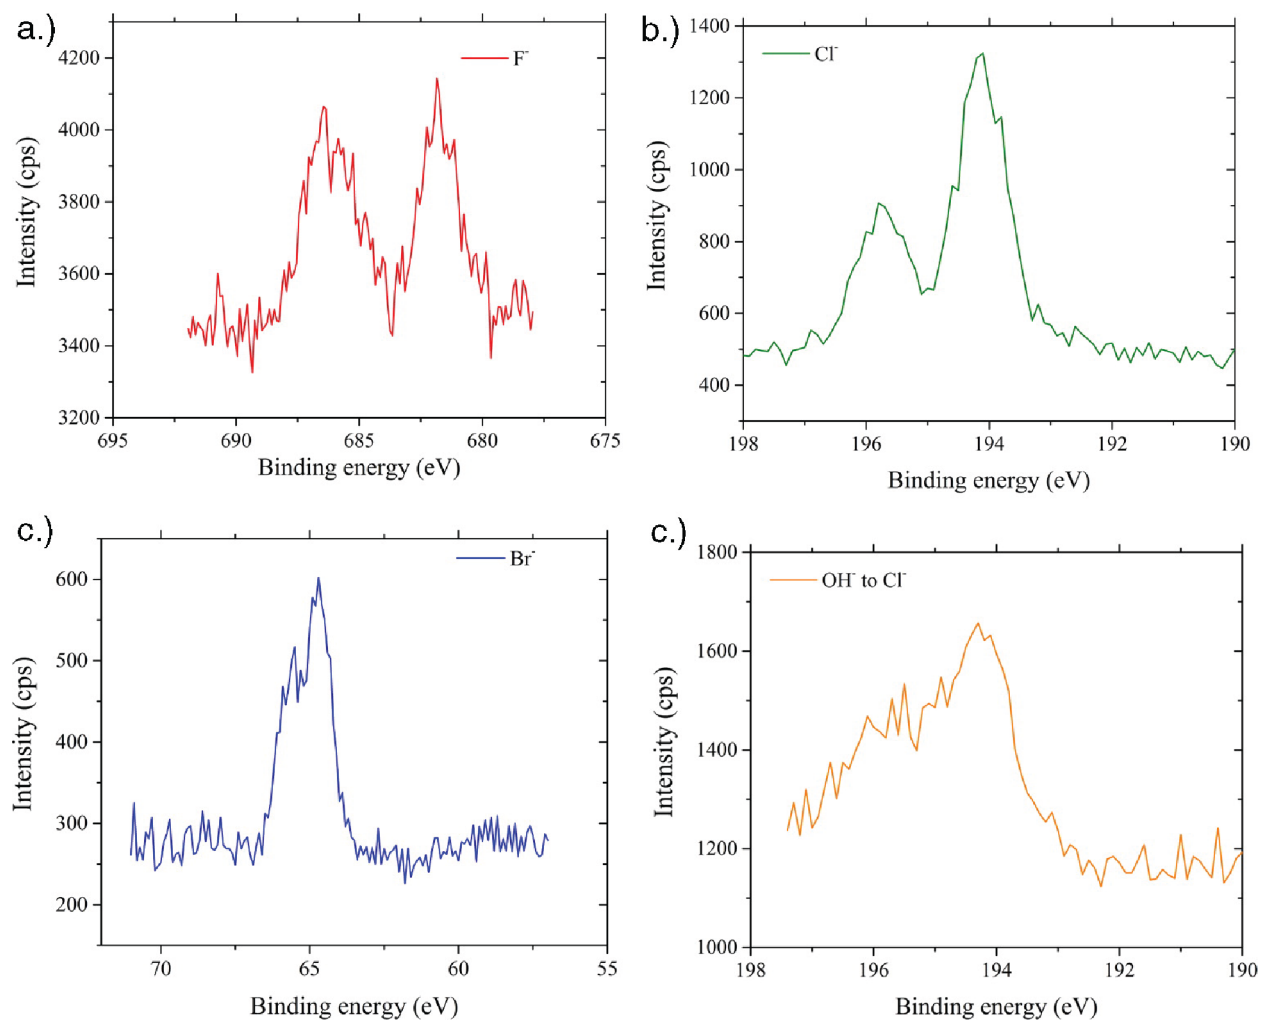 a.)
F⁻
4200
4000
3800
3600
3400
3200
695
690
685
680
675
Intensity (cps)
Binding energy (eV)
b.)
Cl⁻
1400
1200
1000
800
600
400
198
196
194
192
190
Intensity (cps)
Binding energy (eV)
c.)
Br⁻
600
500
400
300
200
70
65
60
55
Intensity (cps)
Binding energy (eV)
c.)
OH⁻ to Cl⁻
1800
1600
1400
1200
1000
198
196
194
192
190
Intensity (cps)
Binding energy (eV)